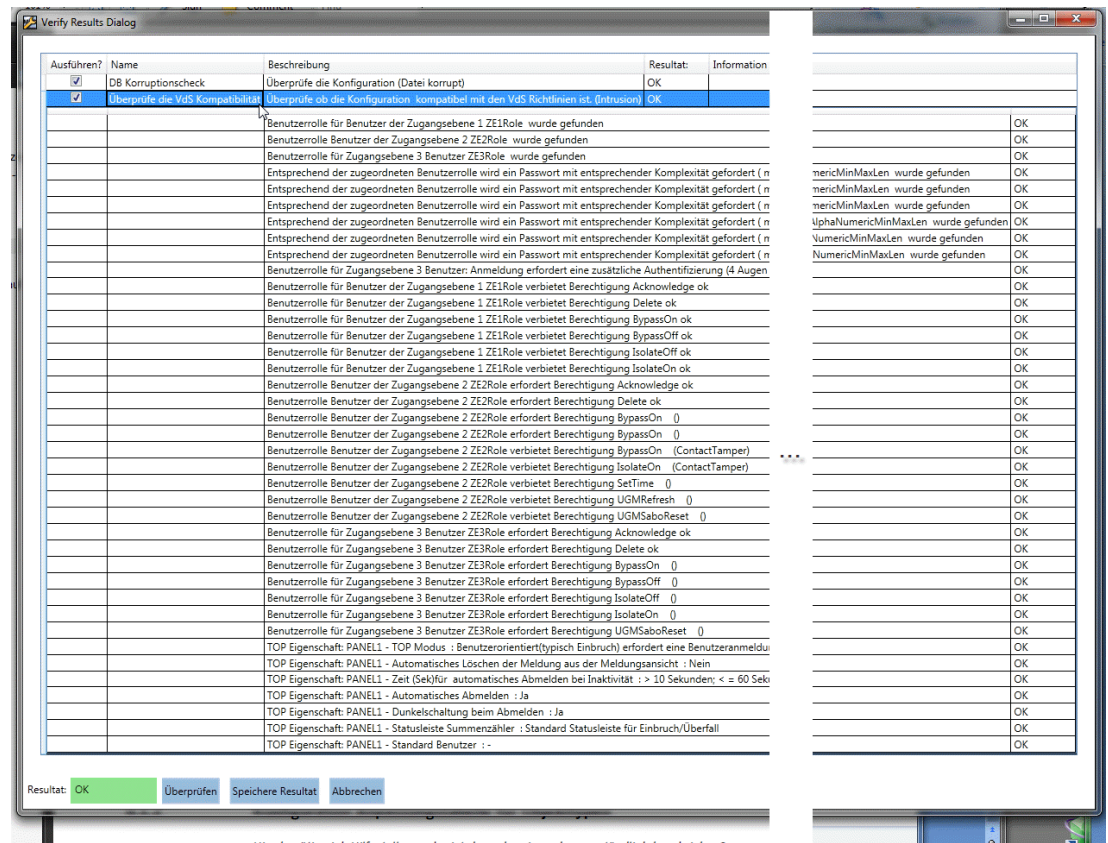 Verify Results Dialog
Ausführen? Name Beschreibung Resultat: Information
DB Korruptionscheck Überprüfe die Konfiguration (Datei korrupt) OK
Überprüfe die VdS Kompatibilität Überprüfe ob die Konfiguration kompatibel mit den VdS Richtlinien ist. (Intrusion) OK
Benutzerrolle für Benutzer der Zugangsebene 1 ZE1Role wurde gefunden OK
Benutzerrolle Benutzer der Zugangsebene 2 ZE2Role wurde gefunden OK
Benutzerrolle für Zugangsebene 3 Benutzer ZE3Role wurde gefunden OK
Entsprechend der zugeordneten Benutzerrolle wird ein Passwort mit entsprechender Komplexität gefordert ( mericMinMaxLen wurde gefunden OK
Entsprechend der zugeordneten Benutzerrolle wird ein Passwort mit entsprechender Komplexität gefordert ( mericMinMaxLen wurde gefunden OK
Entsprechend der zugeordneten Benutzerrolle wird ein Passwort mit entsprechender Komplexität gefordert ( mericMinMaxLen wurde gefunden OK
Entsprechend der zugeordneten Benutzerrolle wird ein Passwort mit entsprechender Komplexität gefordert ( AlphaNumericMinMaxLen wurde gefunden OK
Entsprechend der zugeordneten Benutzerrolle wird ein Passwort mit entsprechender Komplexität gefordert ( NumericMinMaxLen wurde gefunden OK
Entsprechend der zugeordneten Benutzerrolle wird ein Passwort mit entsprechender Komplexität gefordert ( NumericMinMaxLen wurde gefunden OK
Benutzerrolle für Zugangsebene 3 Benutzer: Anmeldung erfordert eine zusätzliche Authentifizierung (4 Augen OK
Benutzerrolle für Benutzer der Zugangsebene 1 ZE1Role verbietet Berechtigung Acknowledge ok OK
Benutzerrolle für Benutzer der Zugangsebene 1 ZE1Role verbietet Berechtigung Delete ok OK
Benutzerrolle für Benutzer der Zugangsebene 1 ZE1Role verbietet Berechtigung BypassOn ok OK
Benutzerrolle für Benutzer der Zugangsebene 1 ZE1Role verbietet Berechtigung BypassOff ok OK
Benutzerrolle für Benutzer der Zugangsebene 1 ZE1Role verbietet Berechtigung IsolateOff ok OK
Benutzerrolle für Benutzer der Zugangsebene 1 ZE1Role verbietet Berechtigung IsolateOn ok OK
Benutzerrolle Benutzer der Zugangsebene 2 ZE2Role erfordert Berechtigung Acknowledge ok OK
Benutzerrolle Benutzer der Zugangsebene 2 ZE2Role erfordert Berechtigung Delete ok OK
Benutzerrolle Benutzer der Zugangsebene 2 ZE2Role erfordert Berechtigung BypassOn () OK
Benutzerrolle Benutzer der Zugangsebene 2 ZE2Role erfordert Berechtigung BypassOn () OK
Benutzerrolle Benutzer der Zugangsebene 2 ZE2Role verbietet Berechtigung BypassOn (ContactTamper) OK
...
Benutzerrolle Benutzer der Zugangsebene 2 ZE2Role verbietet Berechtigung IsolateOn (ContactTamper) OK
Benutzerrolle Benutzer der Zugangsebene 2 ZE2Role verbietet Berechtigung SetTime () OK
Benutzerrolle Benutzer der Zugangsebene 2 ZE2Role verbietet Berechtigung UGMRefresh () OK
Benutzerrolle Benutzer der Zugangsebene 2 ZE2Role verbietet Berechtigung UGMSaboReset () OK
Benutzerrolle für Zugangsebene 3 Benutzer ZE3Role erfordert Berechtigung Acknowledge ok OK
Benutzerrolle für Zugangsebene 3 Benutzer ZE3Role erfordert Berechtigung Delete ok OK
Benutzerrolle für Zugangsebene 3 Benutzer ZE3Role erfordert Berechtigung BypassOn () OK
Benutzerrolle für Zugangsebene 3 Benutzer ZE3Role erfordert Berechtigung BypassOff () OK
Benutzerrolle für Zugangsebene 3 Benutzer ZE3Role erfordert Berechtigung IsolateOff () OK
Benutzerrolle für Zugangsebene 3 Benutzer ZE3Role erfordert Berechtigung IsolateOn () OK
Benutzerrolle für Zugangsebene 3 Benutzer ZE3Role erfordert Berechtigung UGMSaboReset () OK
TOP Eigenschaft: PANEL1 - TOP Modus : Benutzerorientiert(typisch Einbruch) erfordert eine Benutzeranmeldu OK
TOP Eigenschaft: PANEL1 - Automatisches Löschen der Meldung aus der Meldungsansicht : Nein OK
TOP Eigenschaft: PANEL1 - Zeit (Sek)für automatisches Abmelden bei Inaktivität : > 10 Sekunden; < = 60 Seku OK
TOP Eigenschaft: PANEL1 - Automatisches Abmelden : Ja OK
TOP Eigenschaft: PANEL1 - Dunkelschaltung beim Abmelden : Ja OK
TOP Eigenschaft: PANEL1 - Statusleiste Summenzähler : Standard Statusleiste für Einbruch/Überfall OK
TOP Eigenschaft: PANEL1 - Standard Benutzer : - OK
Resultat: OK Überprüfen Speichere Resultat Abbrechen